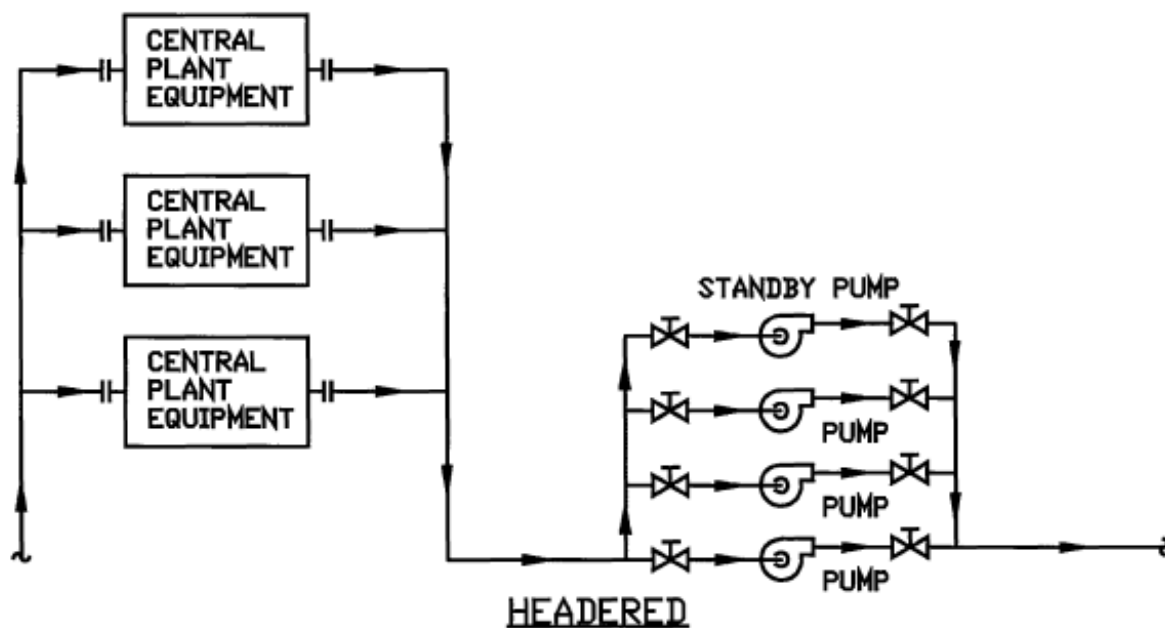 CENTRAL
PLANT
EQUIPMENT
CENTRAL
PLANT
EQUIPMENT
STANDBY PUMP
CENTRAL
PLANT
EQUIPMENT
PUMP
PUMP
PUMP
HEADERED